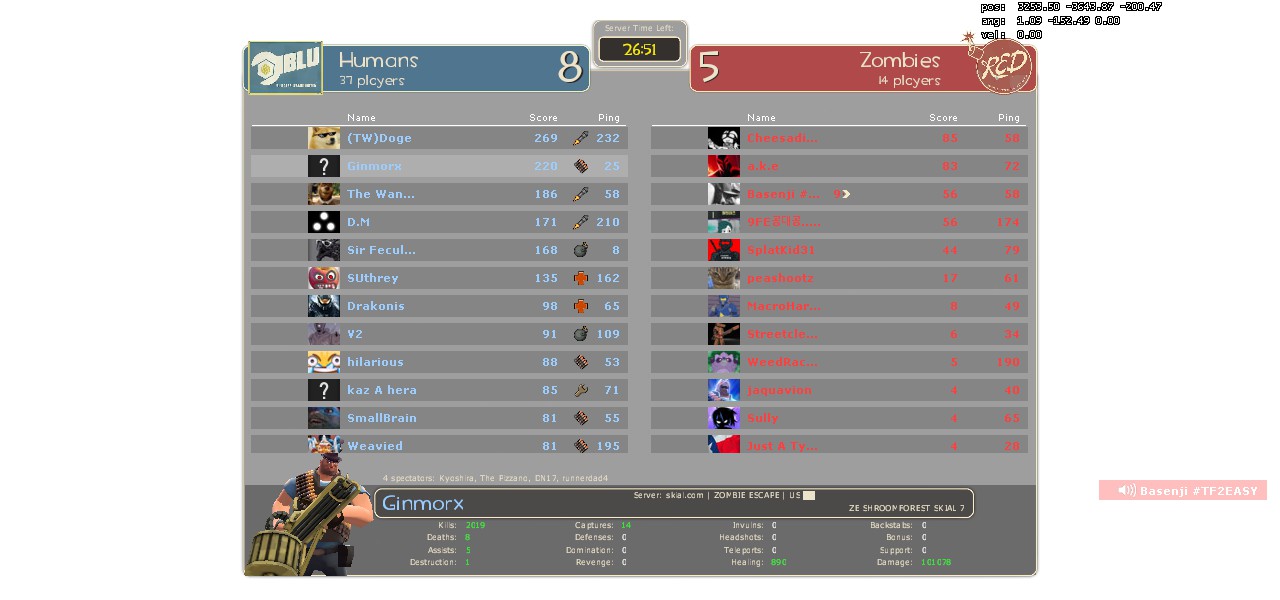 pos: 3253.50 -3643.87 -200.47
ang: 1.09 -152.49 0.00
vel: 0.00
Server Time Left:
26:51
BLU
Humans
37 players
8
5
Zombies
14 players
RED
Name Score Ping
(TW)Doge 269 232
Ginmorx 220 25
The Wan... 186 58
D.M 171 210
Sir Fecul... 168 8
SUthrey 135 162
Drakonis 98 65
V2 91 109
hilarious 88 53
? kaz A hera 85 71
SmallBrain 81 55
Weavied 81 195
Name Score Ping
Cheesadi... 85 58
a.k.e 83 72
Basenji #... 9 56 58
56 174
SplatKid31 44 79
peashootz 17 61
MacroHar... 8 49
Streetcle... 6 34
WeedRac... 5 190
jaquavion 4 40
Sully 4 65
Just A Ty... 4 28
4 spectators: Kyoshira, The Fizzano, DN17, runnerdad4
Ginmorx
Server: skial.com | ZOMBIE ESCAPE | US
ZE SHROOMFOREST SKIAL 7
Kills: 2019 Captures: 14 Invulns: 0 Backstabs: 0
Deaths: 8 Defenses: 0 Headshots: 0 Bonus: 0
Assists: 5 Domination: 0 Teleports: 0 Support: 0
Destruction: 1 Revenge: 0 Healing: 890 Damage: 101078
Basenji #TF2EASY